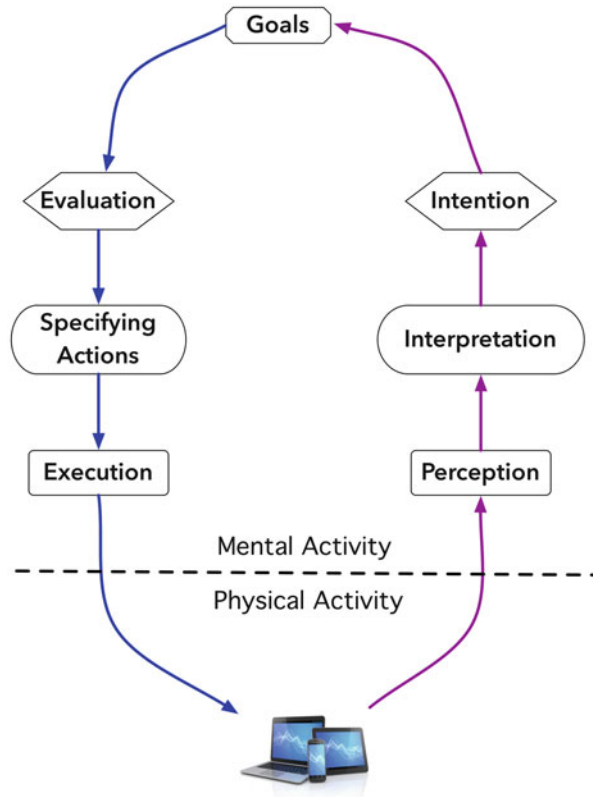 Goals
Evaluation
Intention
Specifying
Actions
Interpretation
Execution
Perception
Mental Activity
Physical Activity